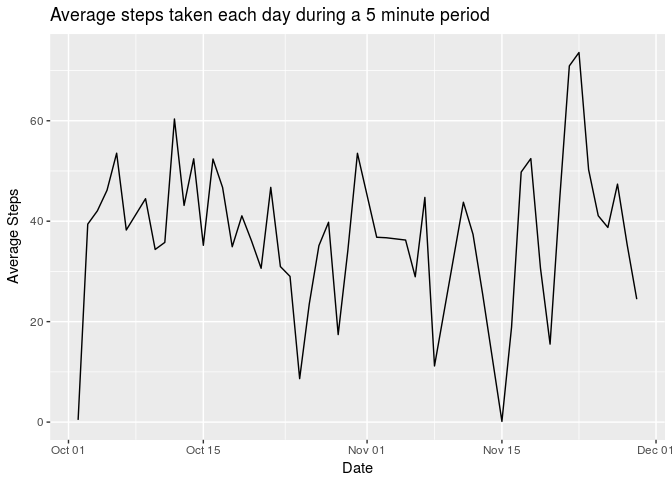 Average steps taken each day during a 5 minute period
Average Steps
60
40
20
0
Oct 01
Oct 15
Nov 01
Nov 15
Dec 01
Date